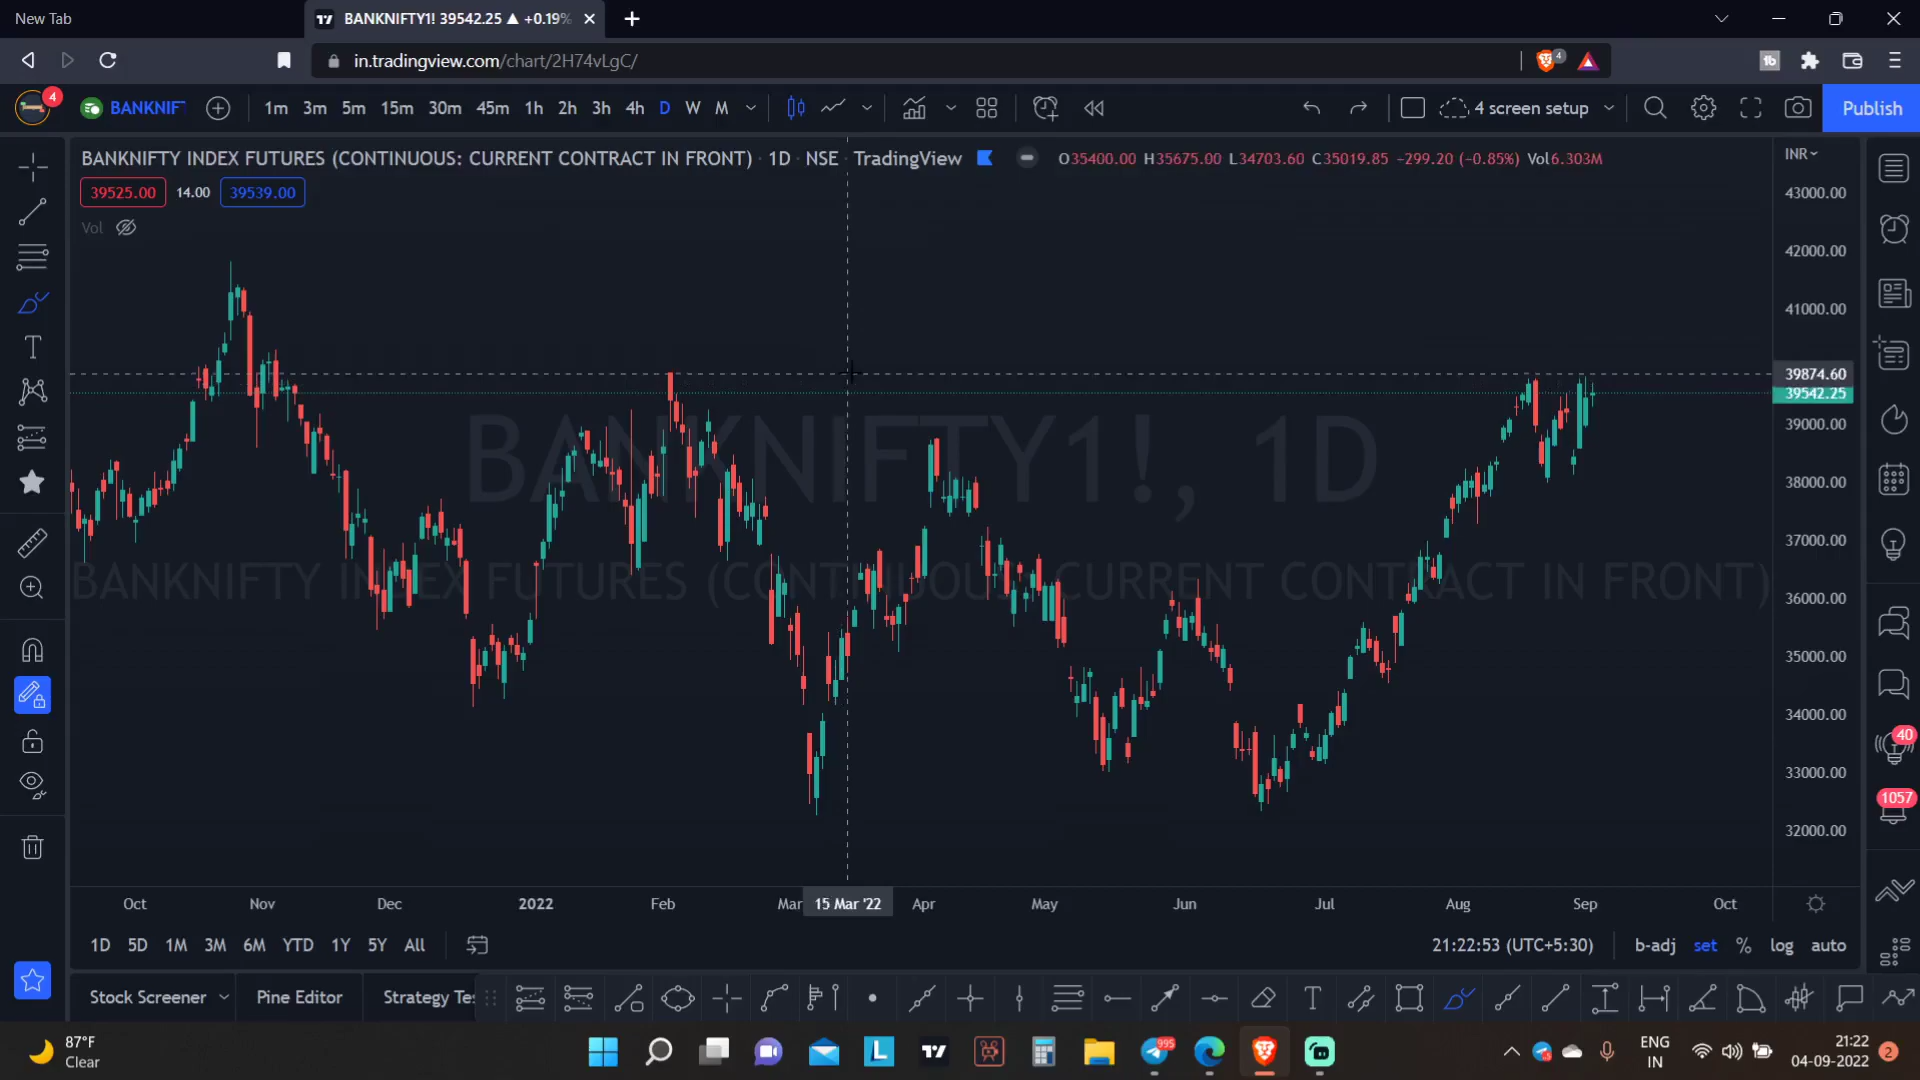 New Tab
BANKNIFTY1! 39542.25 ▲ +0.19%
in.tradingview.com/chart/2H74vLgC/
4
4
BANKNIF
1m 3m 5m 15m 30m 45m 1h 2h 3h 4h D W M
4 screen setup
Publish
BANKNIFTY INDEX FUTURES (CONTINUOUS: CURRENT CONTRACT IN FRONT) · 1D · NSE TradingView
O35400.00 H35675.00 L34703.60 C35019.85 -299.20 (-0.85%) Vol6.303M
INR
39525.00 14.00 39539.00
Vol
43000.00
42000.00
41000.00
39874.60
39542.25
39000.00
38000.00
37000.00
36000.00
35000.00
34000.00
33000.00
32000.00
BANKNIFTY1!, 1D
BANKNIFTY INDEX FUTURES (CONTINUOUS: CURRENT CONTRACT IN FRONT)
40
1057
Oct Nov Dec 2022 Feb Mar 15 Mar '22 Apr May Jun Jul Aug Sep Oct
1D 5D 1M 3M 6M YTD 1Y 5Y All
21:22:53 (UTC+5:30) b-adj set % log auto
Stock Screener Pine Editor Strategy Tes
87°F
Clear
995
ENG
IN
21:22
04-09-2022
2